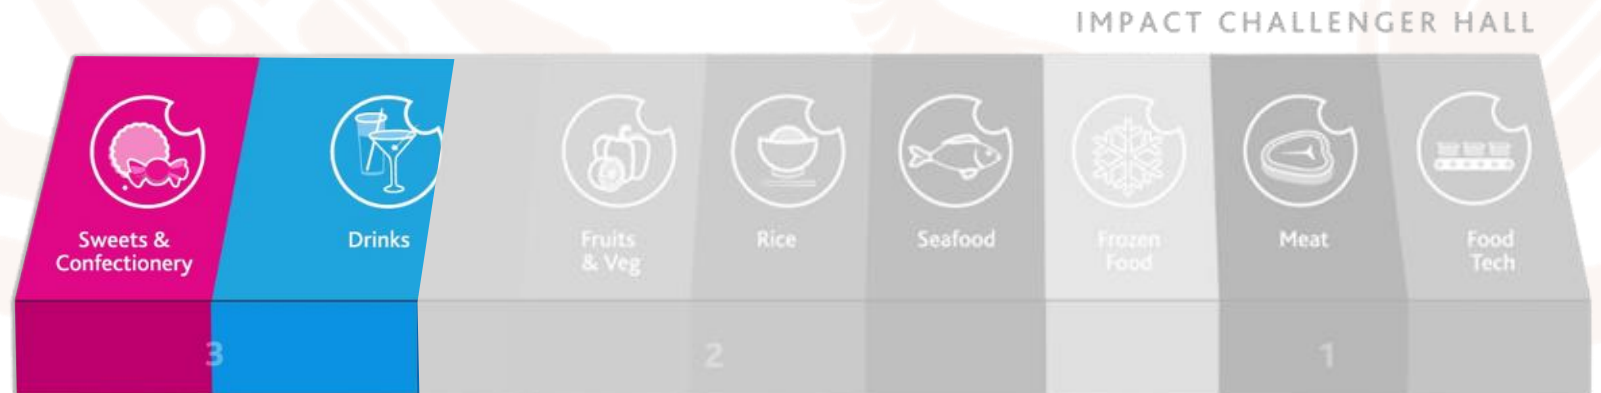 IMPACT CHALLENGER HALL
Sweets &
Confectionery
Drinks
Fruits
& Veg
Rice
Seafood
Frozen
Food
Meat
Food
Tech
3
2
1